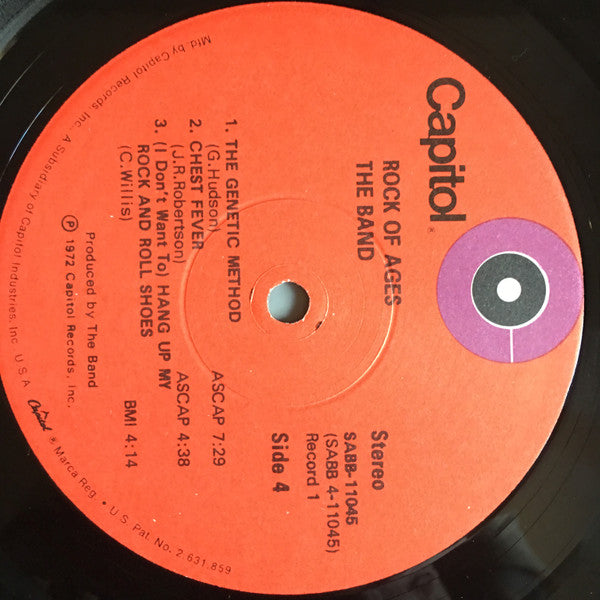 Capitol®
ROCK OF AGES
THE BAND
Stereo
SABB-11045
(SABB 4-11045)
Record 1
Side 4
1. THE GENETIC METHOD
(G. Hudson) ASCAP 7:29
2. CHEST FEVER
(J.R. Robertson) ASCAP 4:38
3. (I Don't Want To) HANG UP MY
ROCK AND ROLL SHOES
(C. Willis) BMI 4:14
Produced by The Band
℗ 1972 Capitol Records, Inc.
Mfd by Capitol Records, Inc., A Subsidiary of Capitol Industries, Inc. U.S.A. Capitol ® Marca Reg. • U.S. Pat. No. 2,631,859